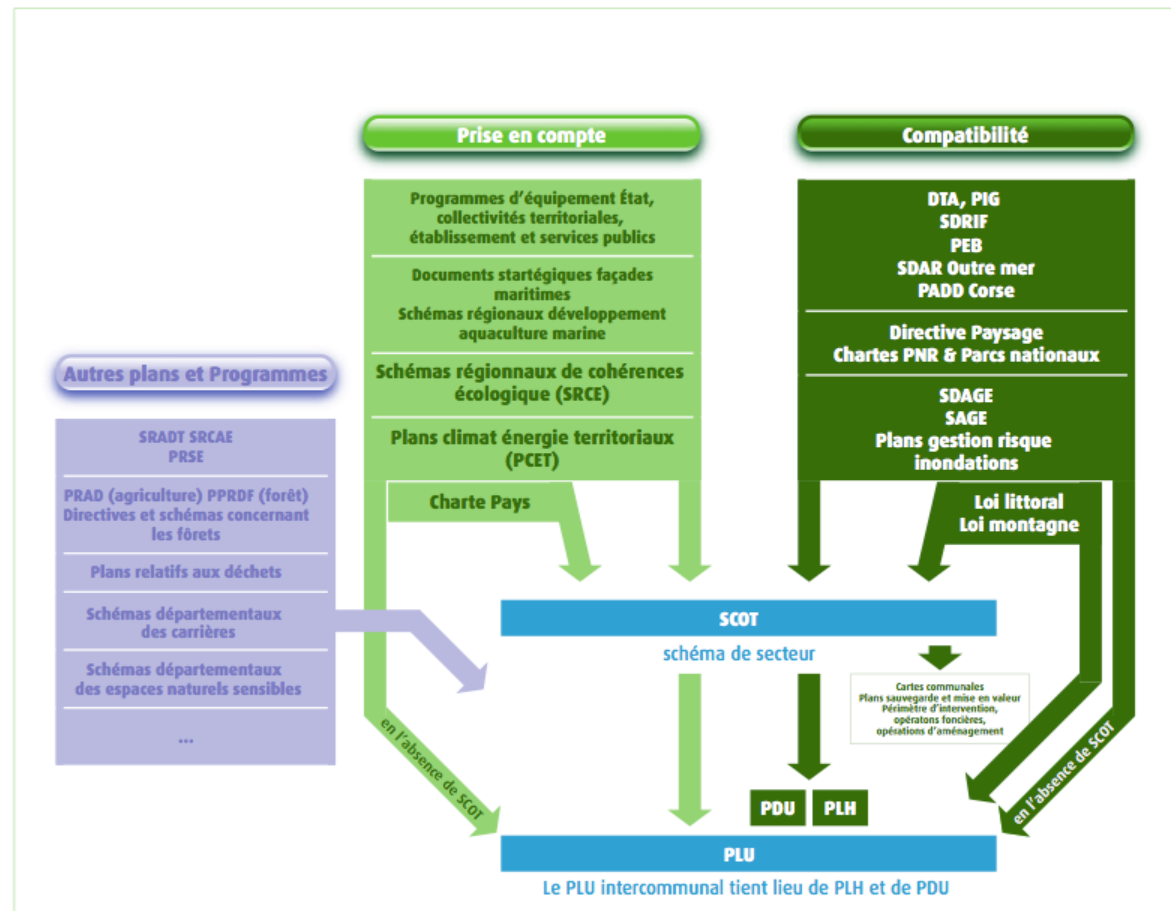 Prise en compte
Programmes d'équipement État,
collectivités territoriales,
établissement et services publics
Documents startégiques façades
maritimes
Schémas régionaux développement
aquaculture marine
Schémas régionnaux de cohérences
écologique (SRCE)
Plans climat énergie territoriaux
(PCET)
Charte Pays
Compatibilité
DTA, PIG
SDRIF
PEB
SDAR Outre mer
PADD Corse
Directive Paysage
Chartes PNR & Parcs nationaux
SDAGE
SAGE
Plans gestion risque
inondations
Loi littoral
Loi montagne
Autres plans et Programmes
SRADT SRCAE
PRSE
PRAD (agriculture) PPRDF (forêt)
Directives et schémas concernant
les fôrets
Plans relatifs aux déchets
Schémas départementaux
des carrières
Schémas départementaux
des espaces naturels sensibles
...
SCOT
schéma de secteur
Cartes communales
Plans sauvegarde et mise en valeur
Périmètre d'intervention,
opératons foncières,
opérations d'aménagement
en l'absence de SCOT
en l'absence de SCOT
PDU
PLH
PLU
Le PLU intercommunal tient lieu de PLH et de PDU